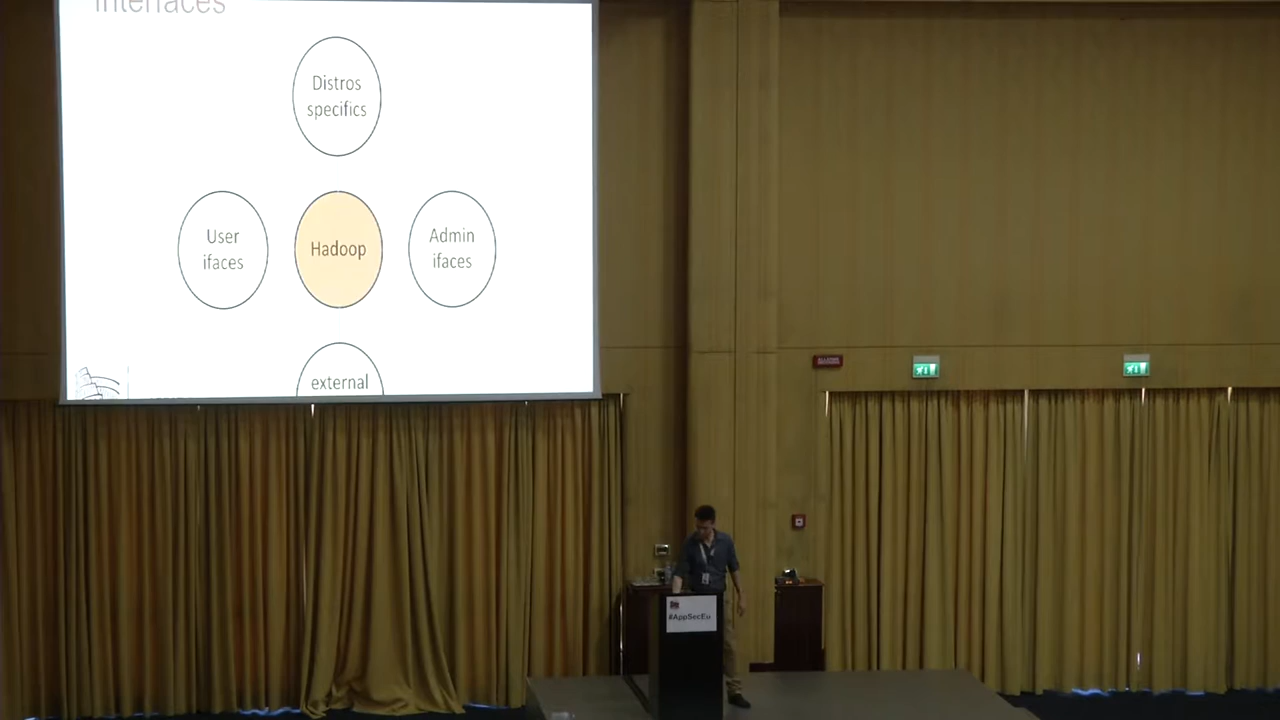 Interfaces
Distros
specifics
User
ifaces
Hadoop
Admin
ifaces
external
#AppSecEu